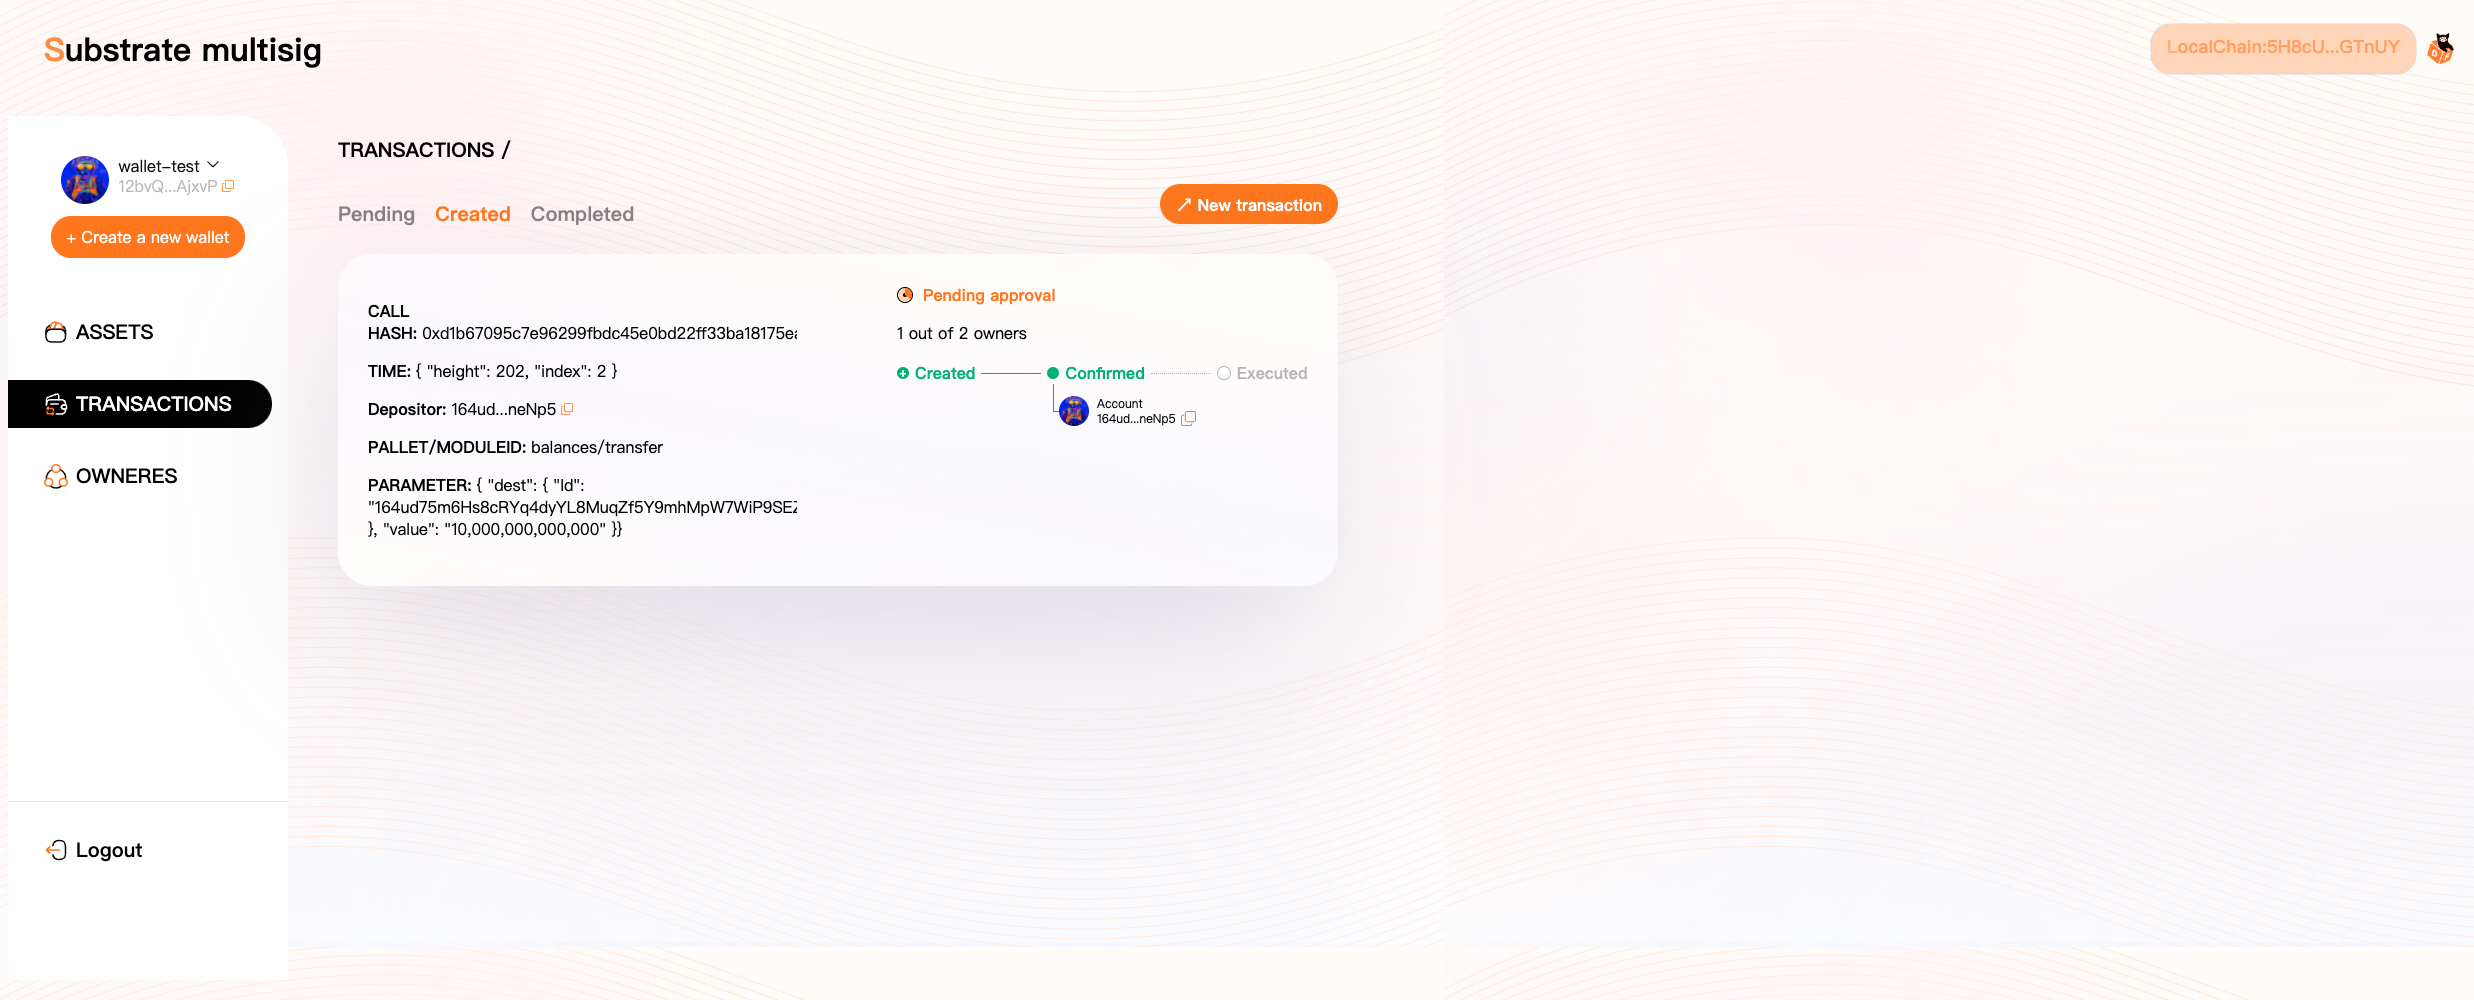 Substrate multisig
LocalChain:5H8cU...GTnUY
wallet-test
12bvQ...AjxvP
+ Create a new wallet
ASSETS
TRANSACTIONS
OWNERES
Logout
TRANSACTIONS /
Pending Created Completed
New transaction
CALL
HASH: 0xd1b67095c7e96299fbdc45e0bd22ff33ba18175ea
TIME: { "height": 202, "index": 2 }
Depositor: 164ud...neNp5
PALLET/MODULEID: balances/transfer
PARAMETER: { "dest": { "Id":
"164ud75m6Hs8cRYq4dyYL8MuqZf5Y9mhMpW7WiP9SEZ
}, "value": "10,000,000,000,000" }}
Pending approval
1 out of 2 owners
Created Confirmed Executed
Account
164ud...neNp5